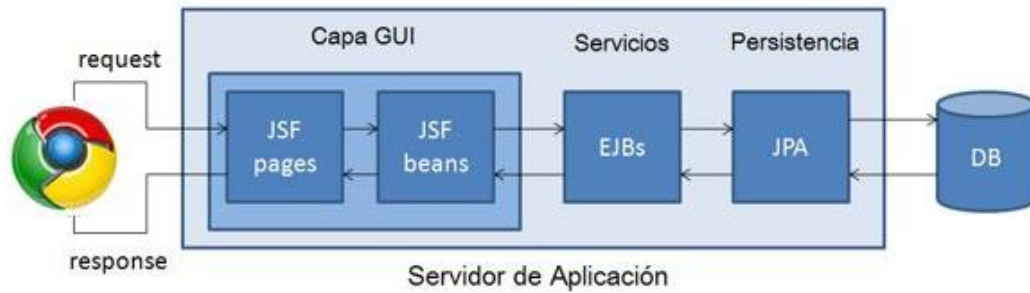 Capa GUI
Servicios
Persistencia
request
JSF
pages
JSF
beans
EJBs
JPA
DB
response
Servidor de Aplicación